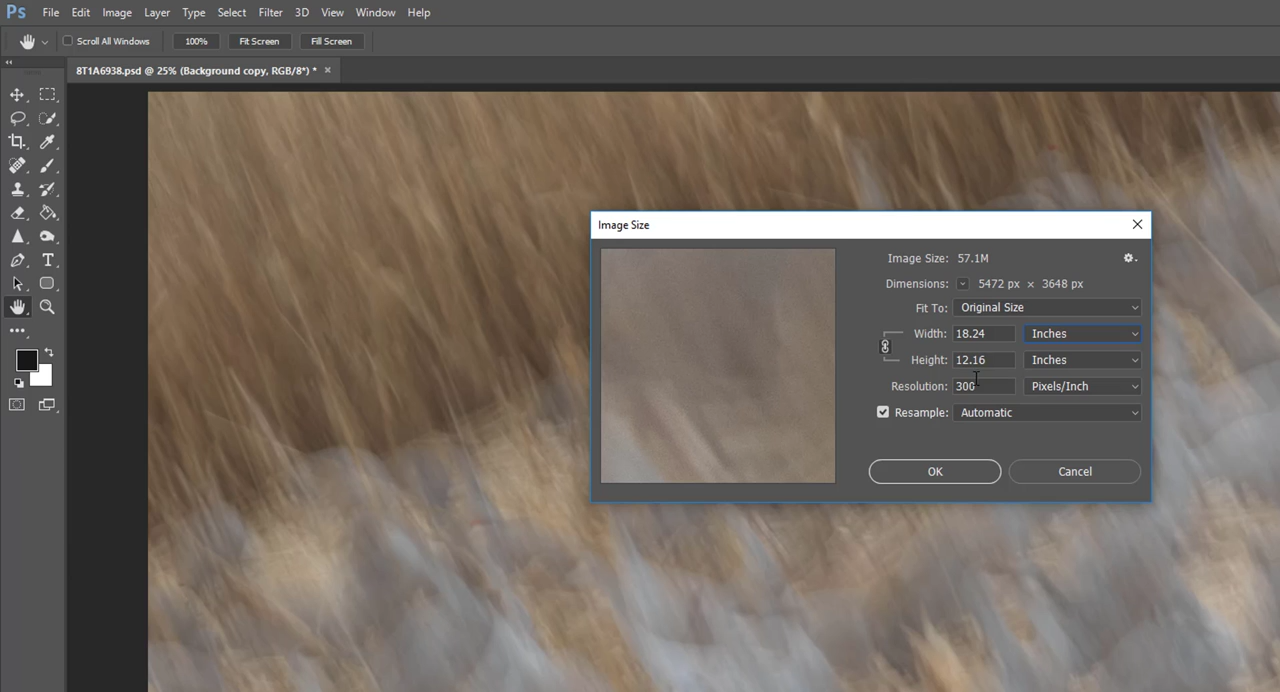 Ps File Edit Image Layer Type Select Filter 3D View Window Help
Scroll All Windows 100% Fit Screen Fill Screen
8T1A6938.psd @ 25% (Background copy, RGB/8*) * ×
Image Size
Image Size: 57.1M
Dimensions: 5472 px × 3648 px
Fit To: Original Size
Width: 18.24 Inches
Height: 12.16 Inches
Resolution: 300 Pixels/Inch
Resample: Automatic
OK Cancel